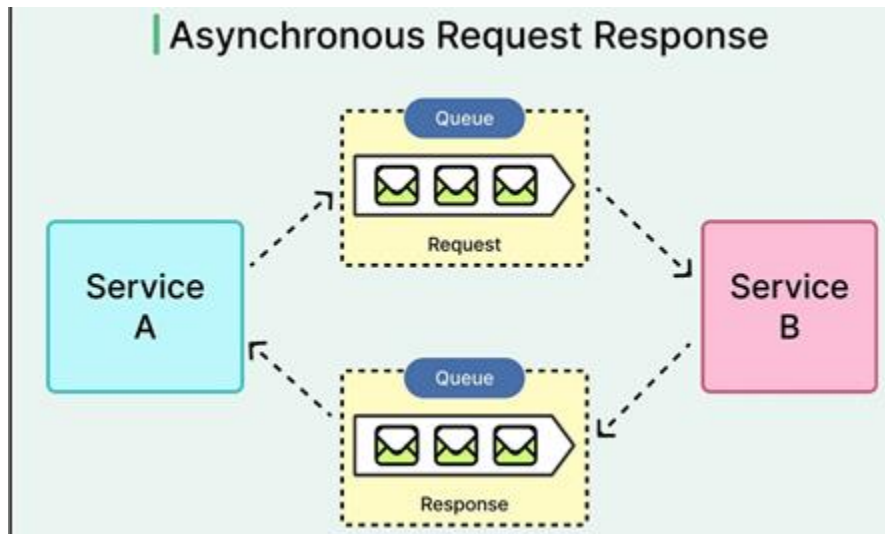 Asynchronous Request Response
Queue
Request
Service
A
Service
B
Queue
Response